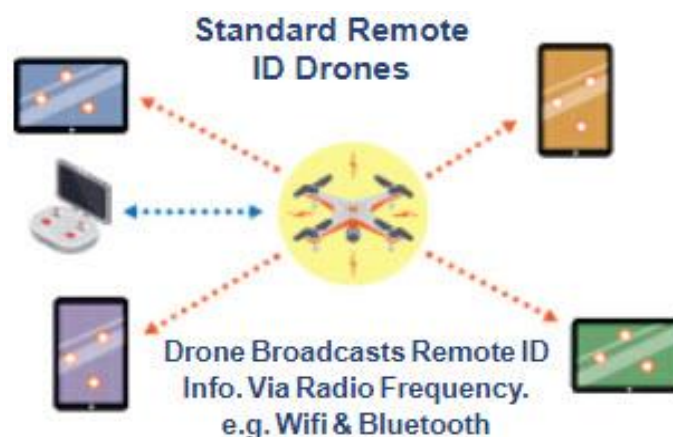 Standard Remote
ID Drones
Drone Broadcasts Remote ID
Info. Via Radio Frequency.
e.g. Wifi & Bluetooth